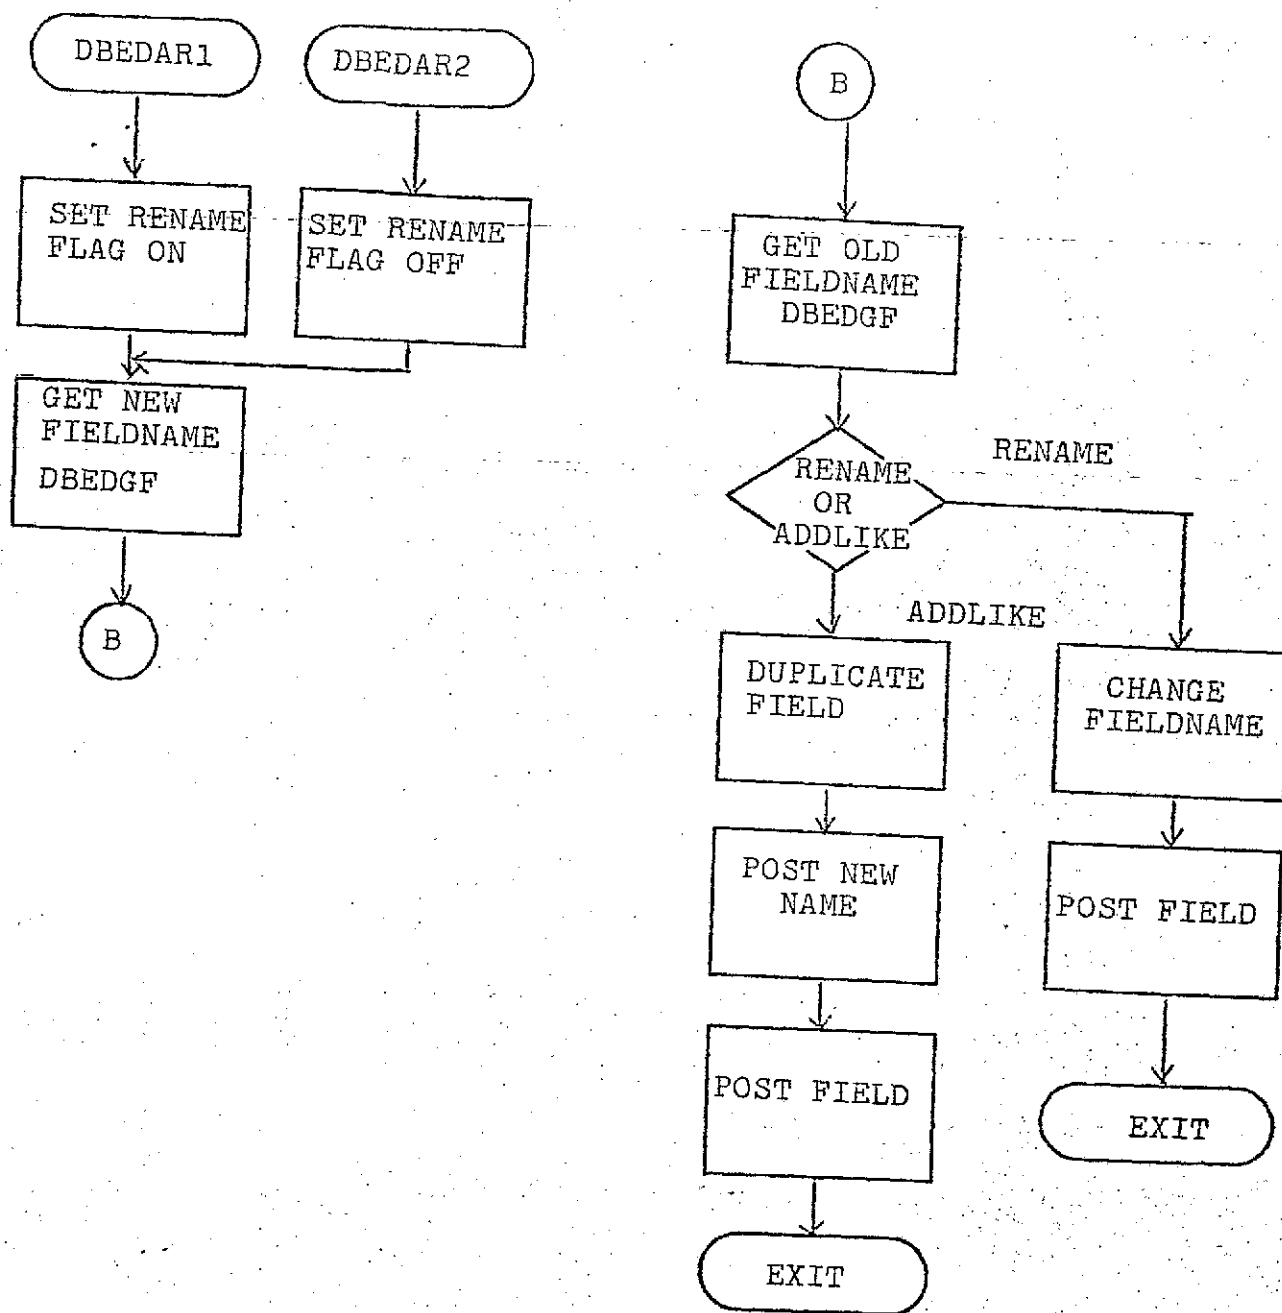 DBEDAR1
DBEDAR2
SET RENAME
FLAG ON
SET RENAME
FLAG OFF
GET NEW
FIELDNAME
DBEDGF
B
B
GET OLD
FIELDNAME
DBEDGF
RENAME
OR
ADDLIKE
RENAME
ADDLIKE
DUPLICATE
FIELD
POST NEW
NAME
POST FIELD
EXIT
CHANGE
FIELDNAME
POST FIELD
EXIT